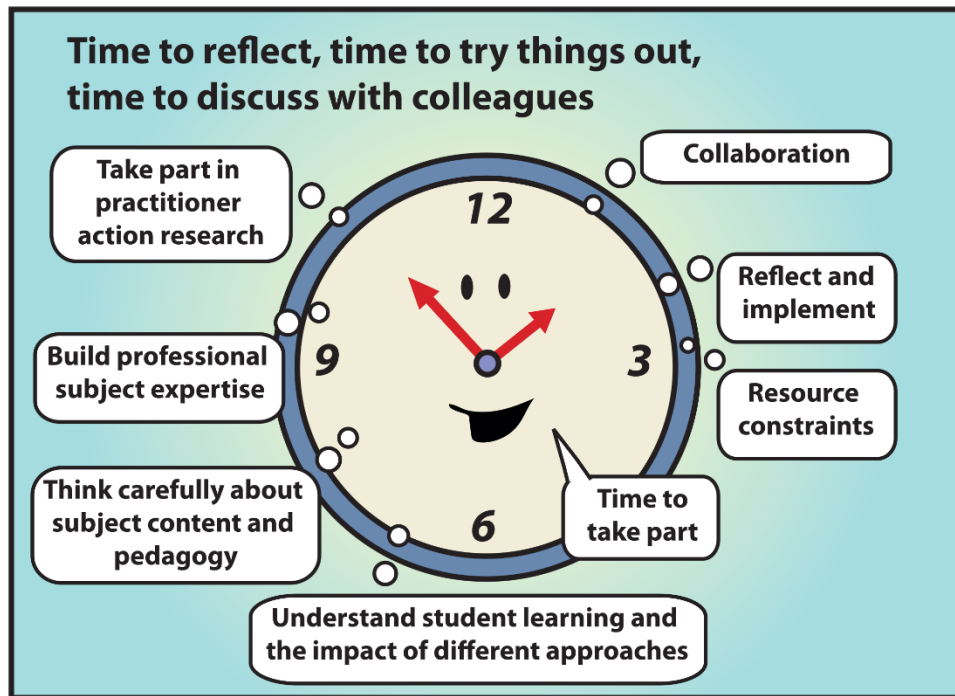 Time to reflect, time to try things out,
time to discuss with colleagues
Take part in
practitioner
action research
Collaboration
12
Reflect and
implement
Build professional
subject expertise
9
3
Resource
constraints
Think carefully about
subject content and
pedagogy
6
Time to
take part
Understand student learning and
the impact of different approaches